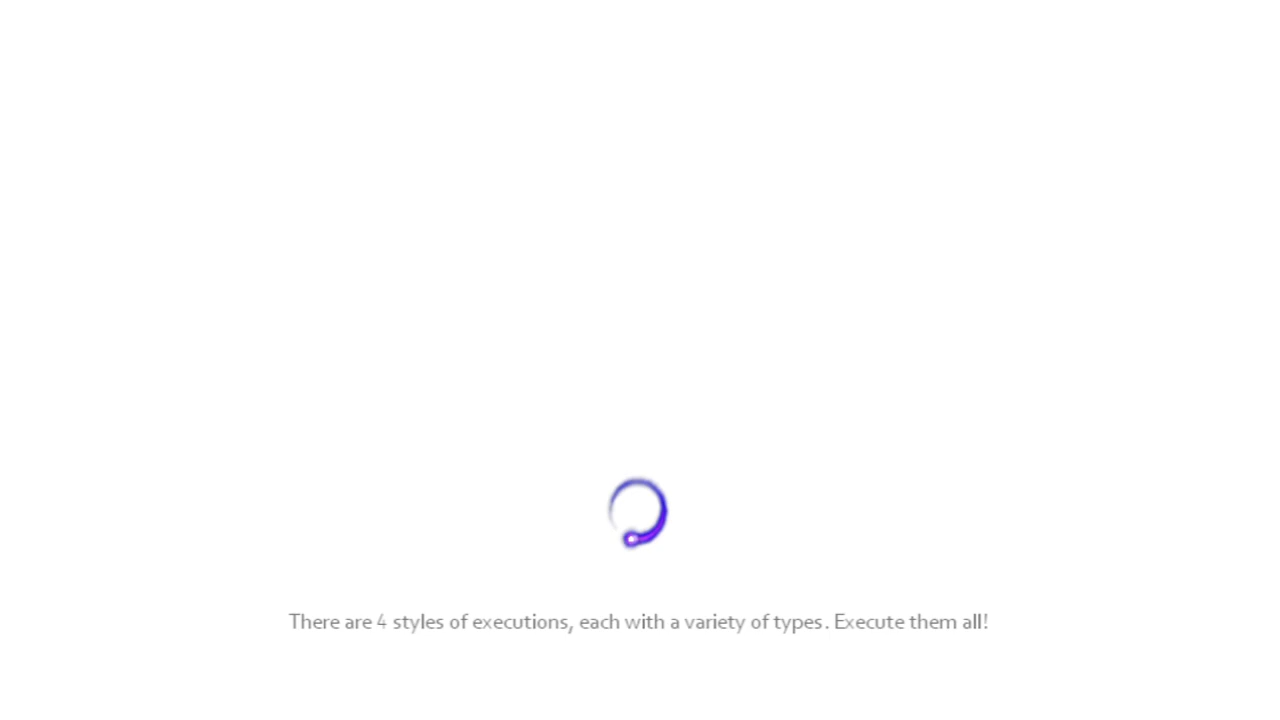 There are 4 styles of executions, each with a variety of types. Execute them all!